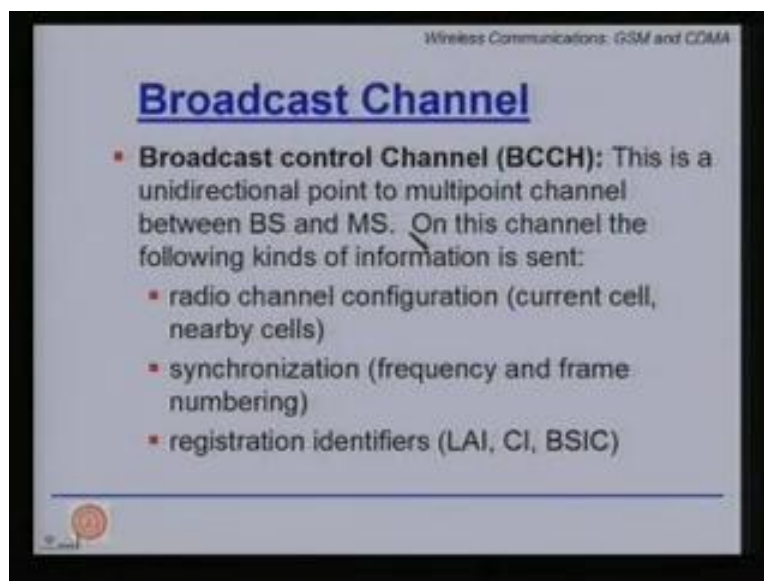 Wireless Communications: GSM and CDMA
Broadcast Channel
Broadcast control Channel (BCCH): This is a
unidirectional point to multipoint channel
between BS and MS. On this channel the
following kinds of information is sent:
radio channel configuration (current cell,
nearby cells)
synchronization (frequency and frame
numbering)
registration identifiers (LAI, CI, BSIC)